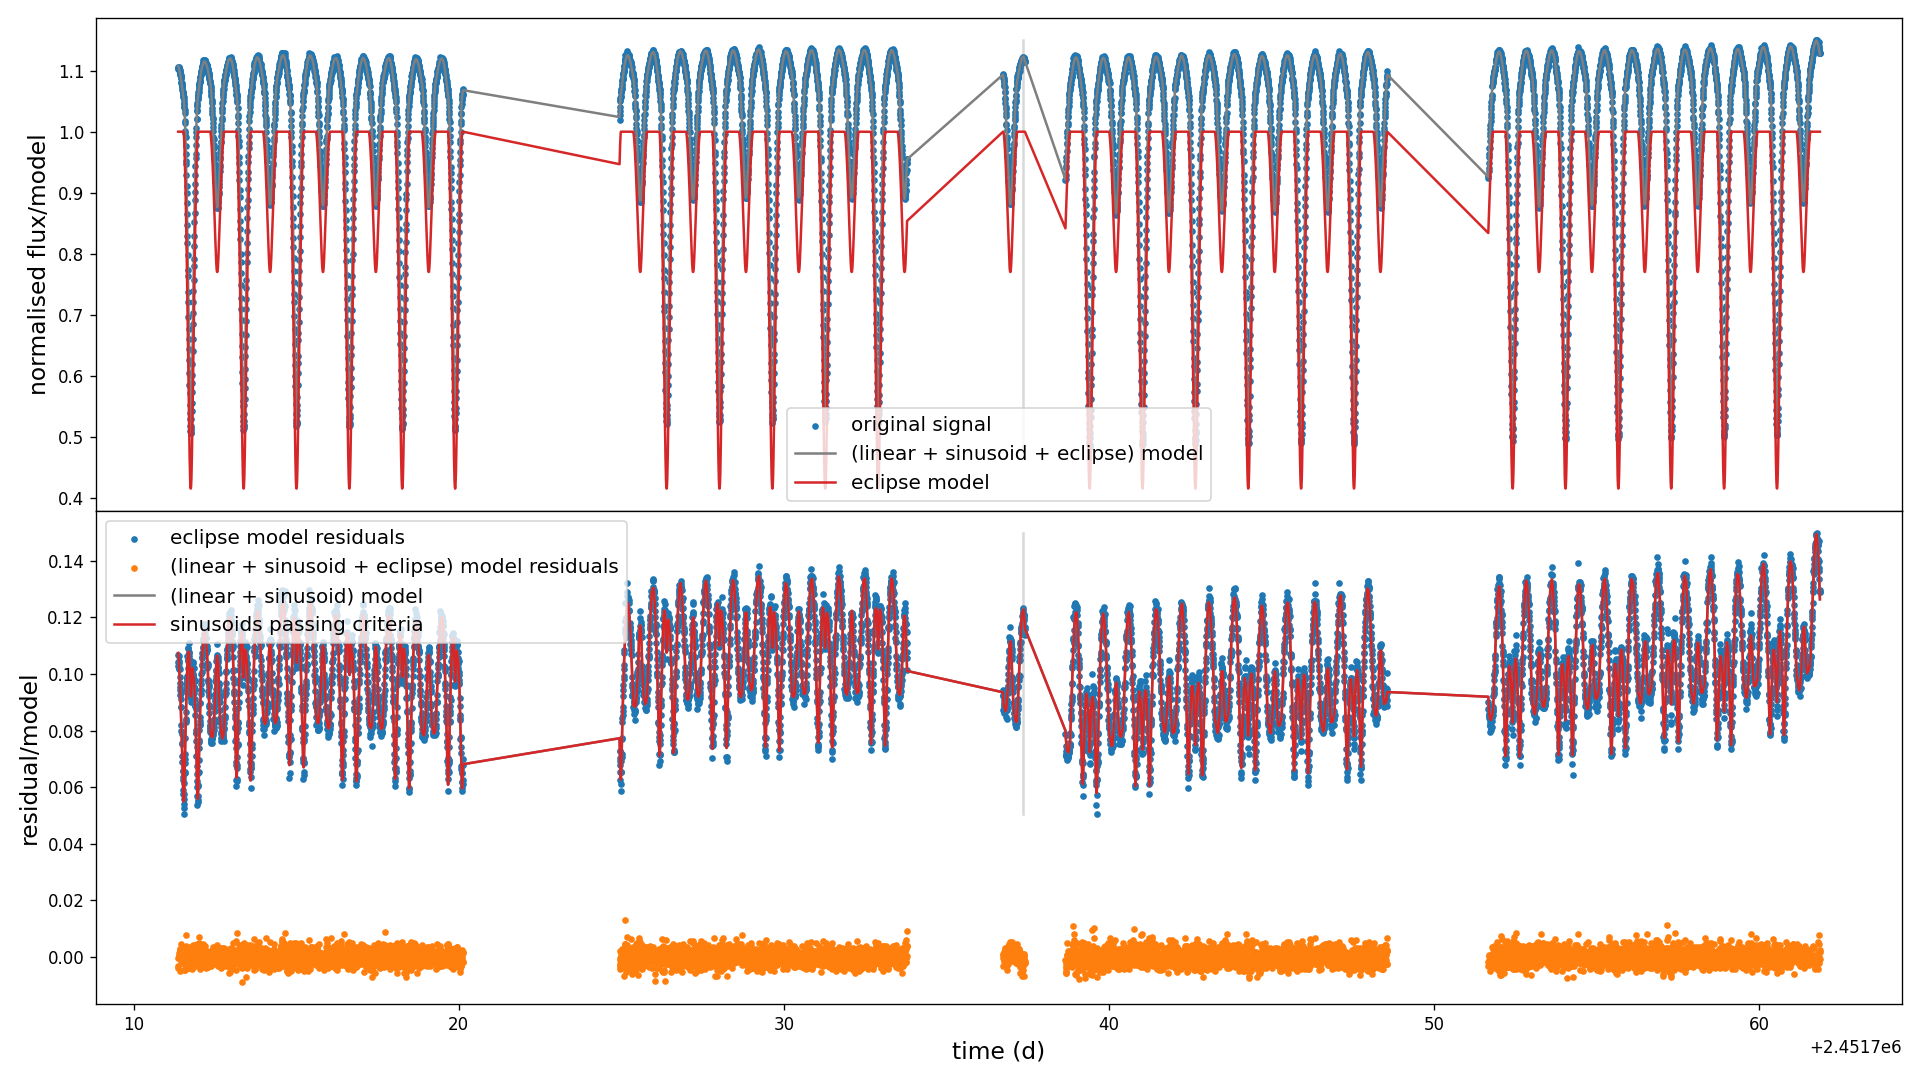 normalised flux/model
1.1
1.0
0.9
0.8
0.7
0.6
0.5
0.4
original signal
(linear + sinusoid + eclipse) model
eclipse model
residual/model
0.14
0.12
0.10
0.08
0.06
0.04
0.02
0.00
eclipse model residuals
(linear + sinusoid + eclipse) model residuals
(linear + sinusoid) model
sinusoids passing criteria
10 20 30 40 50 60
time (d)
+2.4517e6